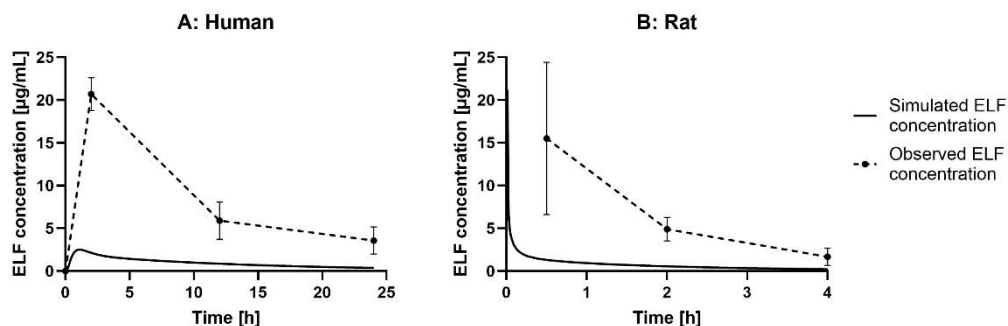 A: Human
ELF concentration [µg/mL]
25
20
15
10
5
0
0 5 10 15 20 25
Time [h]
B: Rat
ELF concentration [µg/mL]
25
20
15
10
5
0
0 1 2 3 4
Time [h]
Simulated ELF
concentration
Observed ELF
concentration